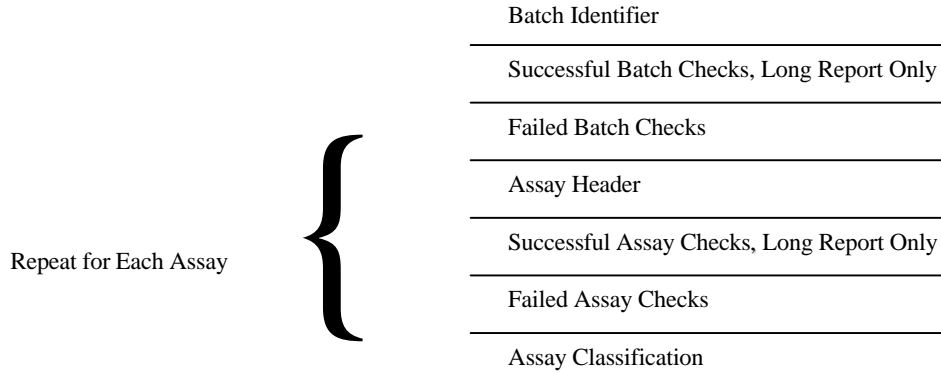 Batch Identifier
Successful Batch Checks, Long Report Only
Failed Batch Checks
Assay Header
Successful Assay Checks, Long Report Only
Repeat for Each Assay
Failed Assay Checks
Assay Classification